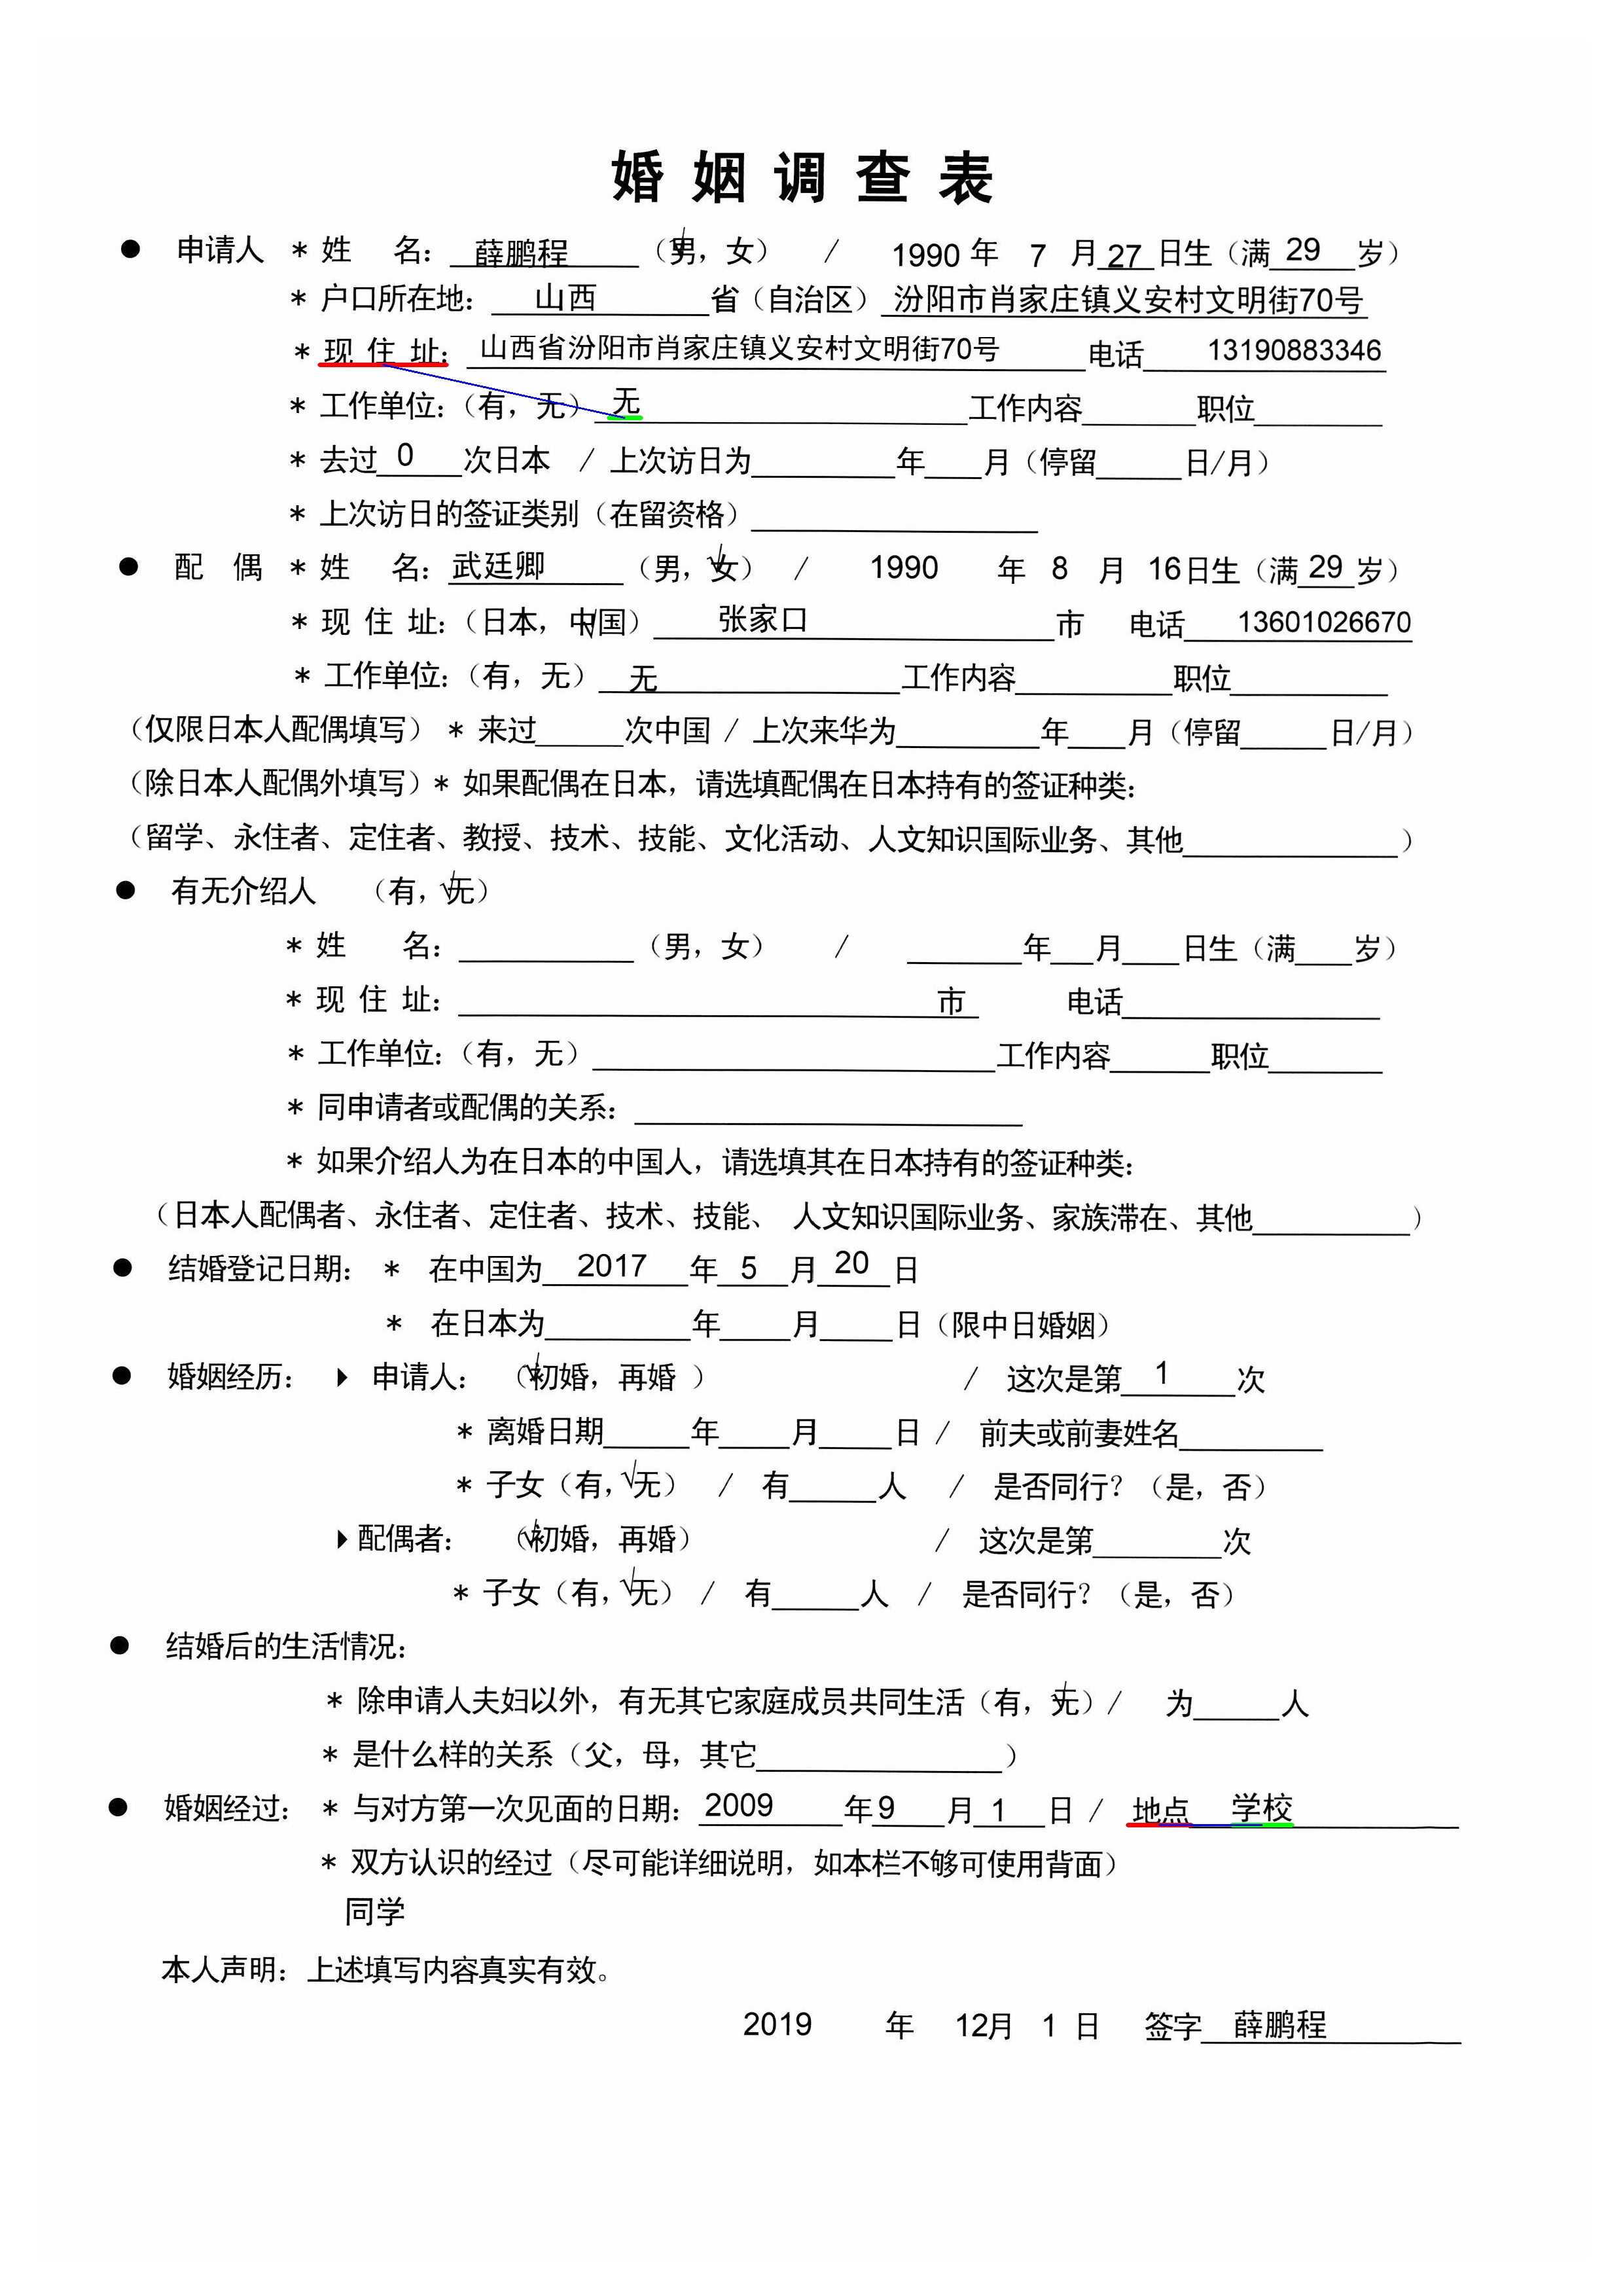 婚姻调查表
● 申请人 * 姓 名：薛鹏程（√男，女） / 1990年 7 月27日生（满29岁）
* 户口所在地：山西 省（自治区）汾阳市肖家庄镇义安村文明街70号
* 现 住 址：山西省汾阳市肖家庄镇义安村文明街70号 电话 13190883346
* 工作单位：（有，无）无 工作内容____职位____
* 去过 0 次日本 / 上次访日为____年____月（停留____日/月）
* 上次访日的签证类别（在留资格）____
● 配 偶 * 姓 名：武廷卿（男，√女） / 1990 年 8 月 16日生（满29岁）
* 现 住 址：（日本，中√国） 张家口 市 电话 13601026670
* 工作单位：（有，无） 无 工作内容____职位____
（仅限日本人配偶填写） * 来过____次中国 / 上次来华为____年____月（停留____日/月）
（除日本人配偶外填写）* 如果配偶在日本，请选填配偶在日本持有的签证种类：
（留学、永住者、定住者、教授、技术、技能、文化活动、人文知识国际业务、其他____）
● 有无介绍人 （有，√无）
* 姓 名：____（男，女） / ____年____月____日生（满____岁）
* 现 住 址：____市 电话____
* 工作单位：（有，无）____工作内容____职位____
* 同申请者或配偶的关系：____
* 如果介绍人为在日本的中国人，请选填其在日本持有的签证种类：
（日本人配偶者、永住者、定住者、技术、技能、 人文知识国际业务、家族滞在、其他____）
● 结婚登记日期： * 在中国为 2017 年 5 月 20 日
* 在日本为____年____月____日（限中日婚姻）
● 婚姻经历： 申请人： （√初婚，再婚 ） / 这次是第 1 次
* 离婚日期____年____月____日 / 前夫或前妻姓名____
* 子女（有，√无） / 有____人 / 是否同行？（是，否）
配偶者： （√初婚，再婚） / 这次是第____次
* 子女（有，√无） / 有____人 / 是否同行？（是，否）
● 结婚后的生活情况：
* 除申请人夫妇以外，有无其它家庭成员共同生活（有，√无）/ 为____人
* 是什么样的关系（父，母，其它____）
● 婚姻经过： * 与对方第一次见面的日期：2009 年9 月 1 日 / 地点 学校
* 双方认识的经过（尽可能详细说明，如本栏不够可使用背面）
同学
本人声明：上述填写内容真实有效。
2019 年 12月 1 日 签字 薛鹏程